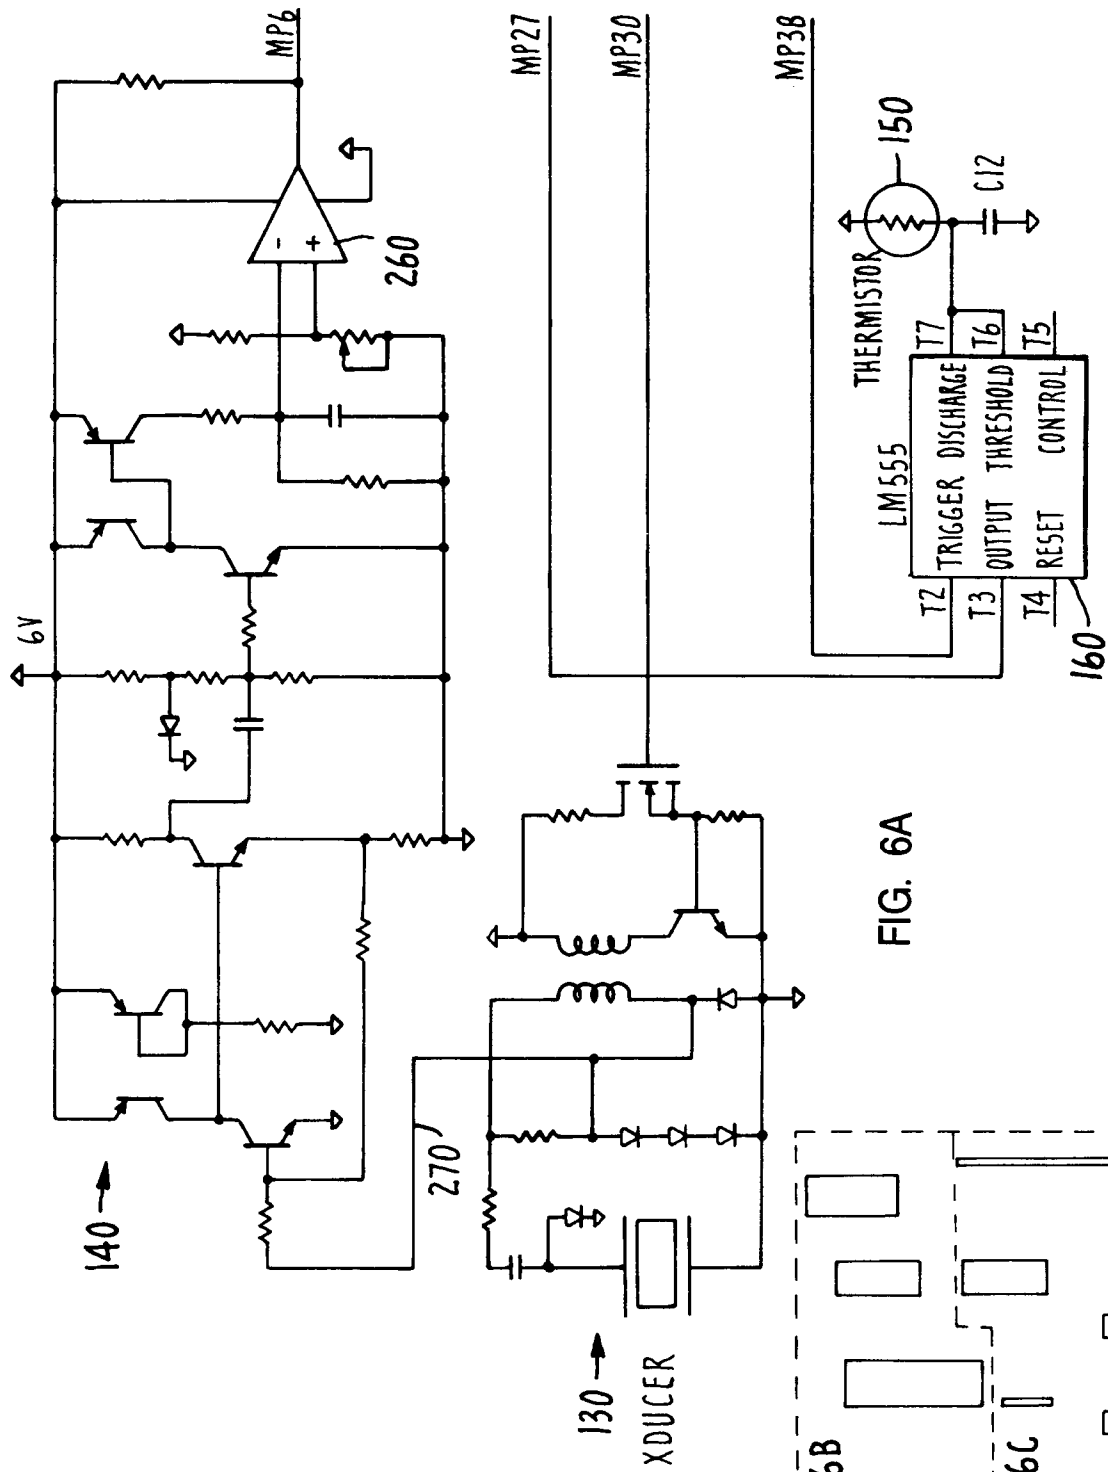 MP6
MP27
MP30
MP38
6V
260
140
270
130
XDUCER
150
THERMISTOR
C12
LM555
T2 TRIGGER DISCHARGE T7
T3 OUTPUT THRESHOLD T6
T4 RESET CONTROL T5
160
- +
FIG. 6A
6B
6C